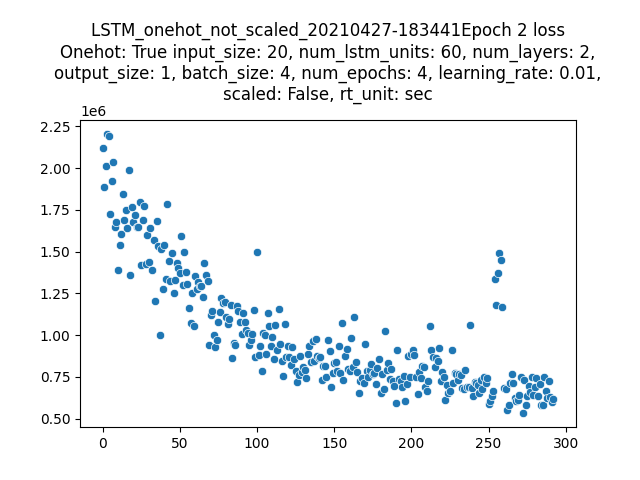 LSTM_onehot_not_scaled_20210427-183441Epoch 2 loss
Onehot: True input_size: 20, num_lstm_units: 60, num_layers: 2,
output_size: 1, batch_size: 4, num_epochs: 4, learning_rate: 0.01,
scaled: False, rt_unit: sec
1e6
2.25
2.00
1.75
1.50
1.25
1.00
0.75
0.50
0 50 100 150 200 250 300